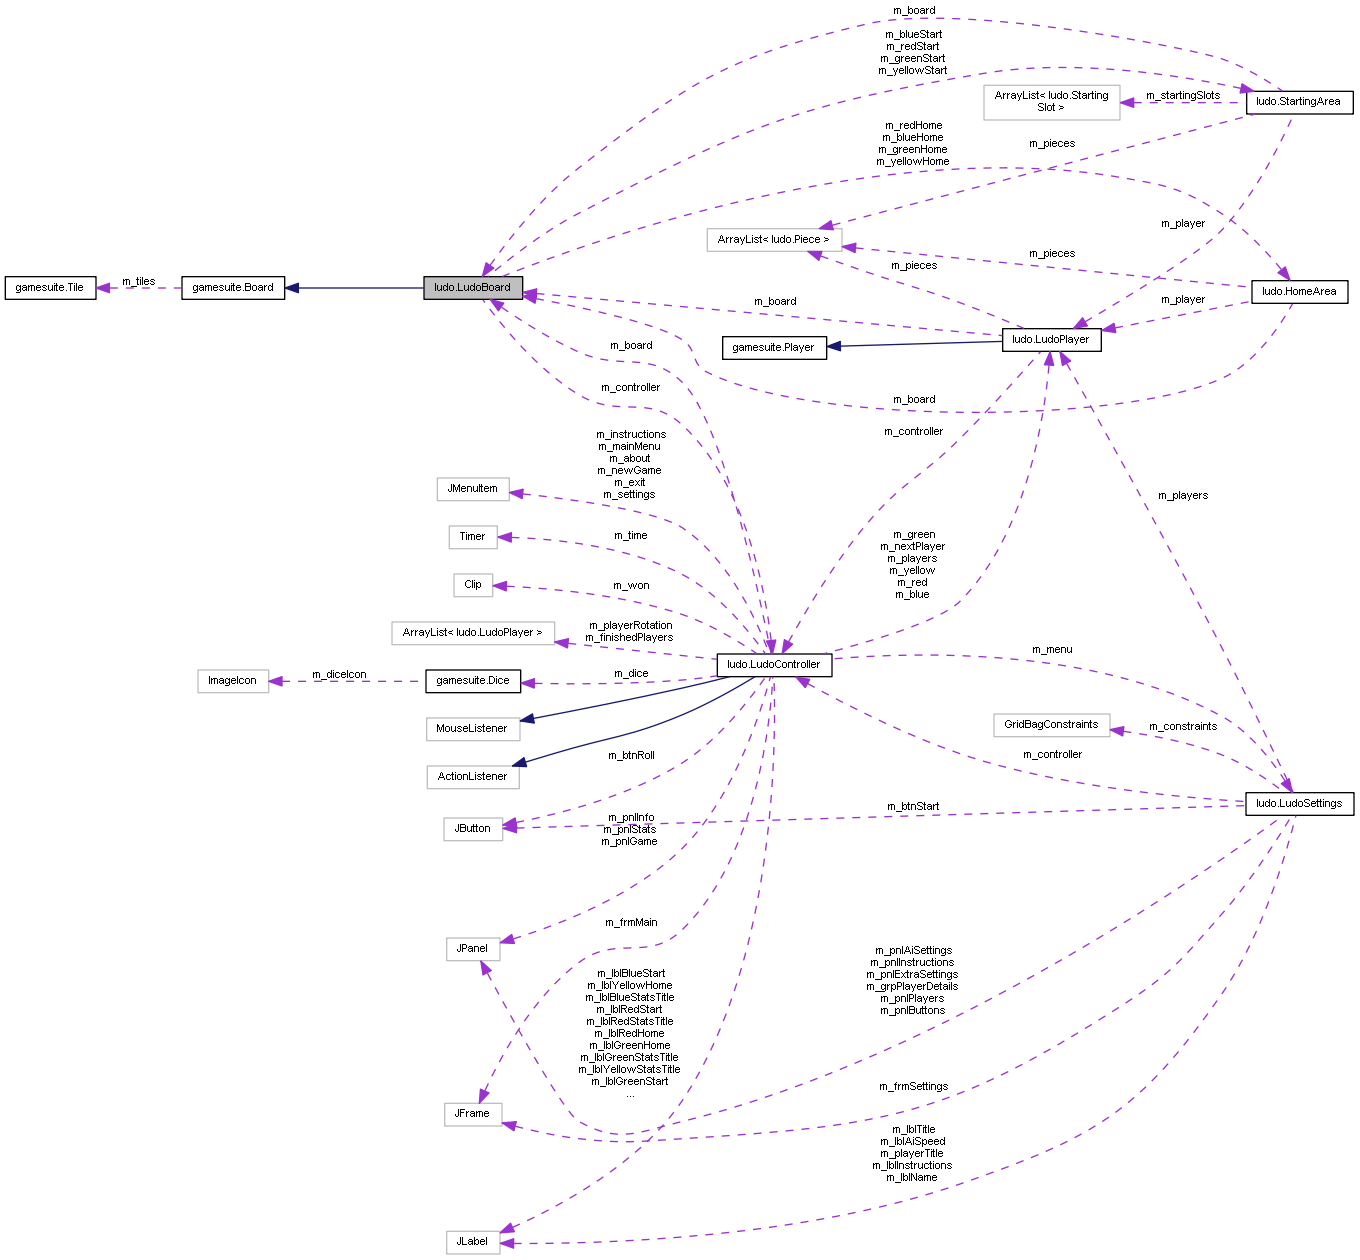 m_board
m_blueStart
m_redStart
m_greenStart
m_yellowStart
ArrayList< ludo.Starting
Slot >
m_startingSlots
ludo.StartingArea
m_redHome
m_blueHome
m_greenHome
m_yellowHome
m_pieces
m_player
ArrayList< ludo.Piece >
m_pieces
m_pieces
gamesuite.Tile
m_tiles
gamesuite.Board
ludo.LudoBoard
ludo.HomeArea
m_board
m_player
ludo.LudoPlayer
gamesuite.Player
m_board
m_controller
m_board
m_controller
m_instructions
m_mainMenu
m_about
m_newGame
m_exit
m_settings
JMenuItem
m_players
Timer
m_time
m_green
m_nextPlayer
m_players
m_yellow
m_red
m_blue
Clip
m_won
ArrayList< ludo.LudoPlayer >
m_playerRotation
m_finishedPlayers
m_menu
ludo.LudoController
ImageIcon
m_diceIcon
gamesuite.Dice
m_dice
MouseListener
GridBagConstraints
m_constraints
ActionListener
m_btnRoll
m_controller
ludo.LudoSettings
m_btnStart
JButton
m_pnlInfo
m_pnlStats
m_pnlGame
JPanel
m_frmMain
m_pnlAiSettings
m_pnlInstructions
m_pnlExtraSettings
m_grpPlayerDetails
m_pnlPlayers
m_pnlButtons
m_lblBlueStart
m_lblYellowHome
m_lblBlueStatsTitle
m_lblRedStart
m_lblRedStatsTitle
m_lblRedHome
m_lblGreenHome
m_lblGreenStatsTitle
m_lblYellowStatsTitle
m_lblGreenStart
...
m_frmSettings
JFrame
m_lblTitle
m_lblAiSpeed
m_playerTitle
m_lblInstructions
m_lblName
JLabel